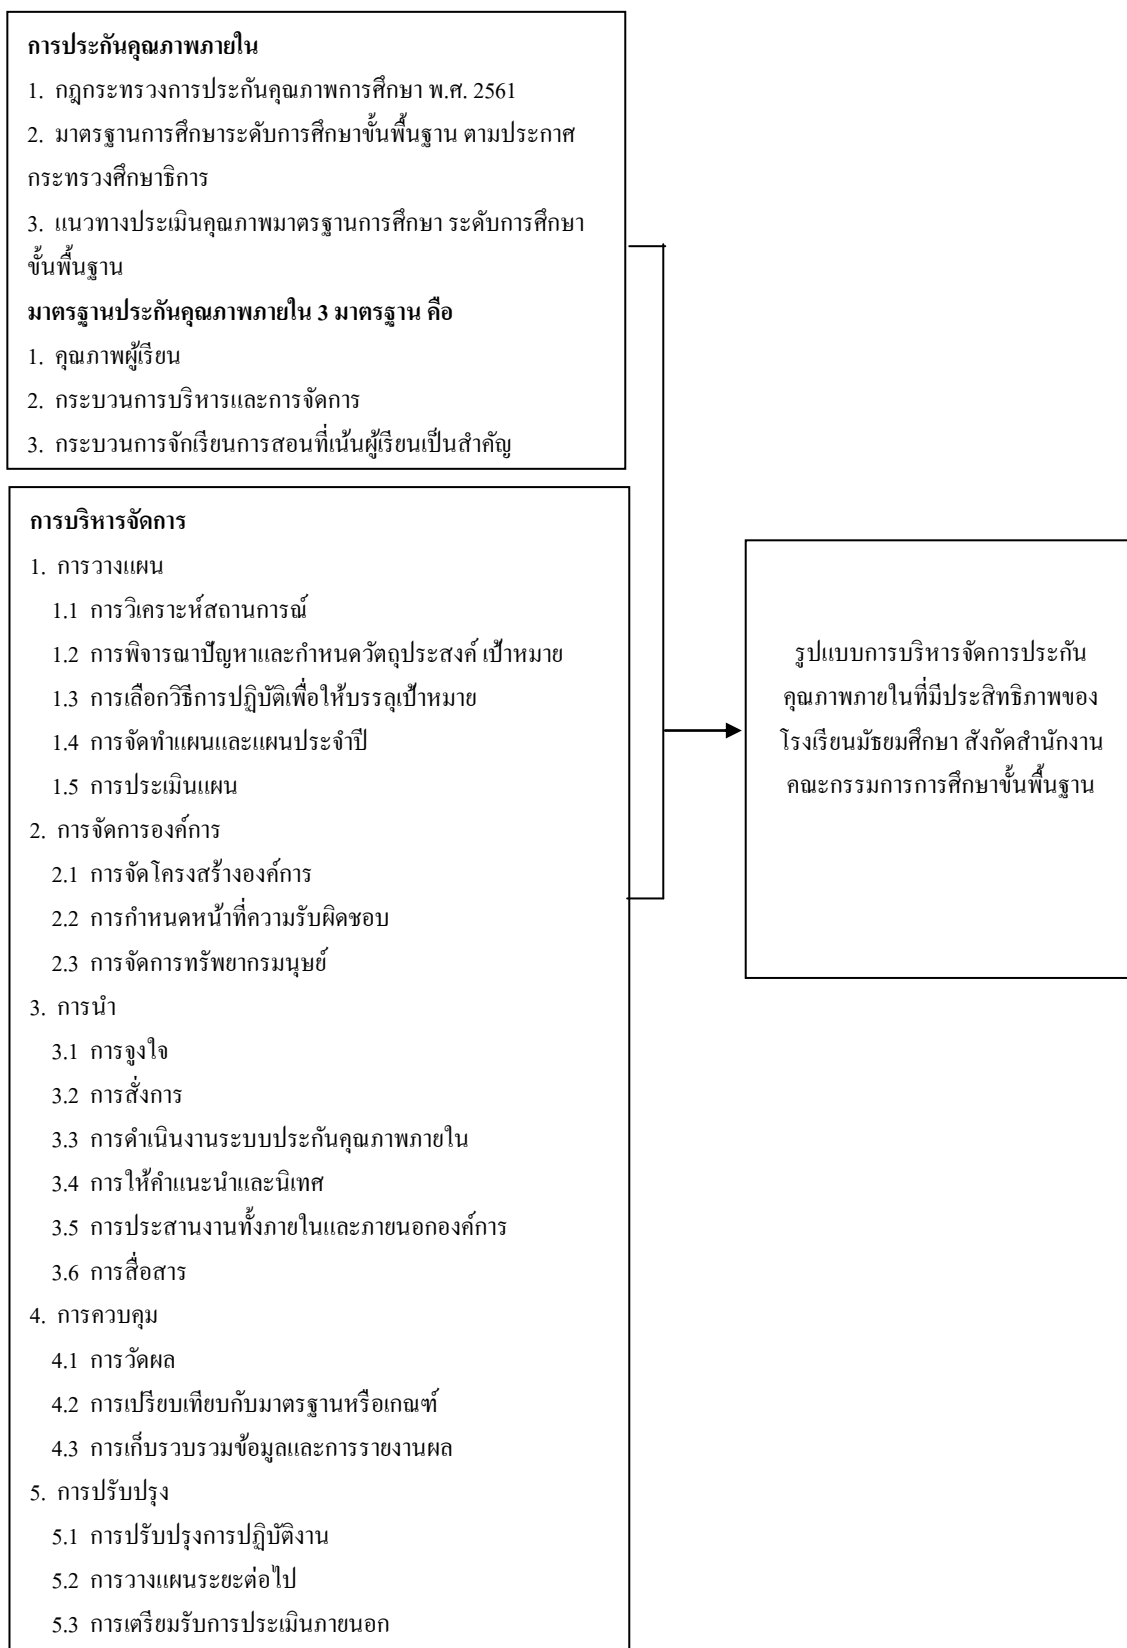 การประกันคุณภาพภายใน
1. กฎกระทรวงการประกันคุณภาพการศึกษา พ.ศ. 2561
2. มาตรฐานการศึกษาระดับการศึกษาขั้นพื้นฐาน ตามประกาศ
กระทรวงศึกษาธิการ
3. แนวทางประเมินคุณภาพมาตรฐานการศึกษา ระดับการศึกษา
ขั้นพื้นฐาน
มาตรฐานประกันคุณภาพภายใน 3 มาตรฐาน คือ
1. คุณภาพผู้เรียน
2. กระบวนการบริหารและการจัดการ
3. กระบวนการจักเรียนการสอนที่เน้นผู้เรียนเป็นสำคัญ
การบริหารจัดการ
1. การวางแผน
1.1 การวิเคราะห์สถานการณ์
1.2 การพิจารณาปัญหาและกำหนดวัตถุประสงค์ เป้าหมาย
1.3 การเลือกวิธีการปฏิบัติเพื่อให้บรรลุเป้าหมาย
1.4 การจัดทำแผนและแผนประจำปี
1.5 การประเมินแผน
2. การจัดการองค์การ
2.1 การจัดโครงสร้างองค์การ
2.2 การกำหนดหน้าที่ความรับผิดชอบ
2.3 การจัดการทรัพยากรมนุษย์
3. การนำ
3.1 การจูงใจ
3.2 การสั่งการ
3.3 การดำเนินงานระบบประกันคุณภาพภายใน
3.4 การให้คำแนะนำและนิเทศ
3.5 การประสานงานทั้งภายในและภายนอกองค์การ
3.6 การสื่อสาร
4. การควบคุม
4.1 การวัดผล
4.2 การเปรียบเทียบกับมาตรฐานหรือเกณฑ์
4.3 การเก็บรวบรวมข้อมูลและการรายงานผล
5. การปรับปรุง
5.1 การปรับปรุงการปฏิบัติงาน
5.2 การวางแผนระยะต่อไป
5.3 การเตรียมรับการประเมินภายนอก
รูปแบบการบริหารจัดการประกัน
คุณภาพภายในที่มีประสิทธิภาพของ
โรงเรียนมัธยมศึกษา สังกัดสำนักงาน
คณะกรรมการการศึกษาขั้นพื้นฐาน